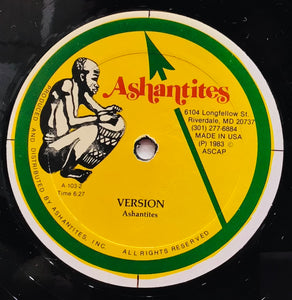 Ashantites
6104 Longfellow St.
Riverdale, MD 20737
(301) 277-6884
MADE IN USA
(P) 1983
ASCAP
A-103-2
Time 6:27
VERSION
Ashantites
PRODUCED AND DISTRIBUTED BY ASHANTITES, INC. ALL RIGHTS RESERVED